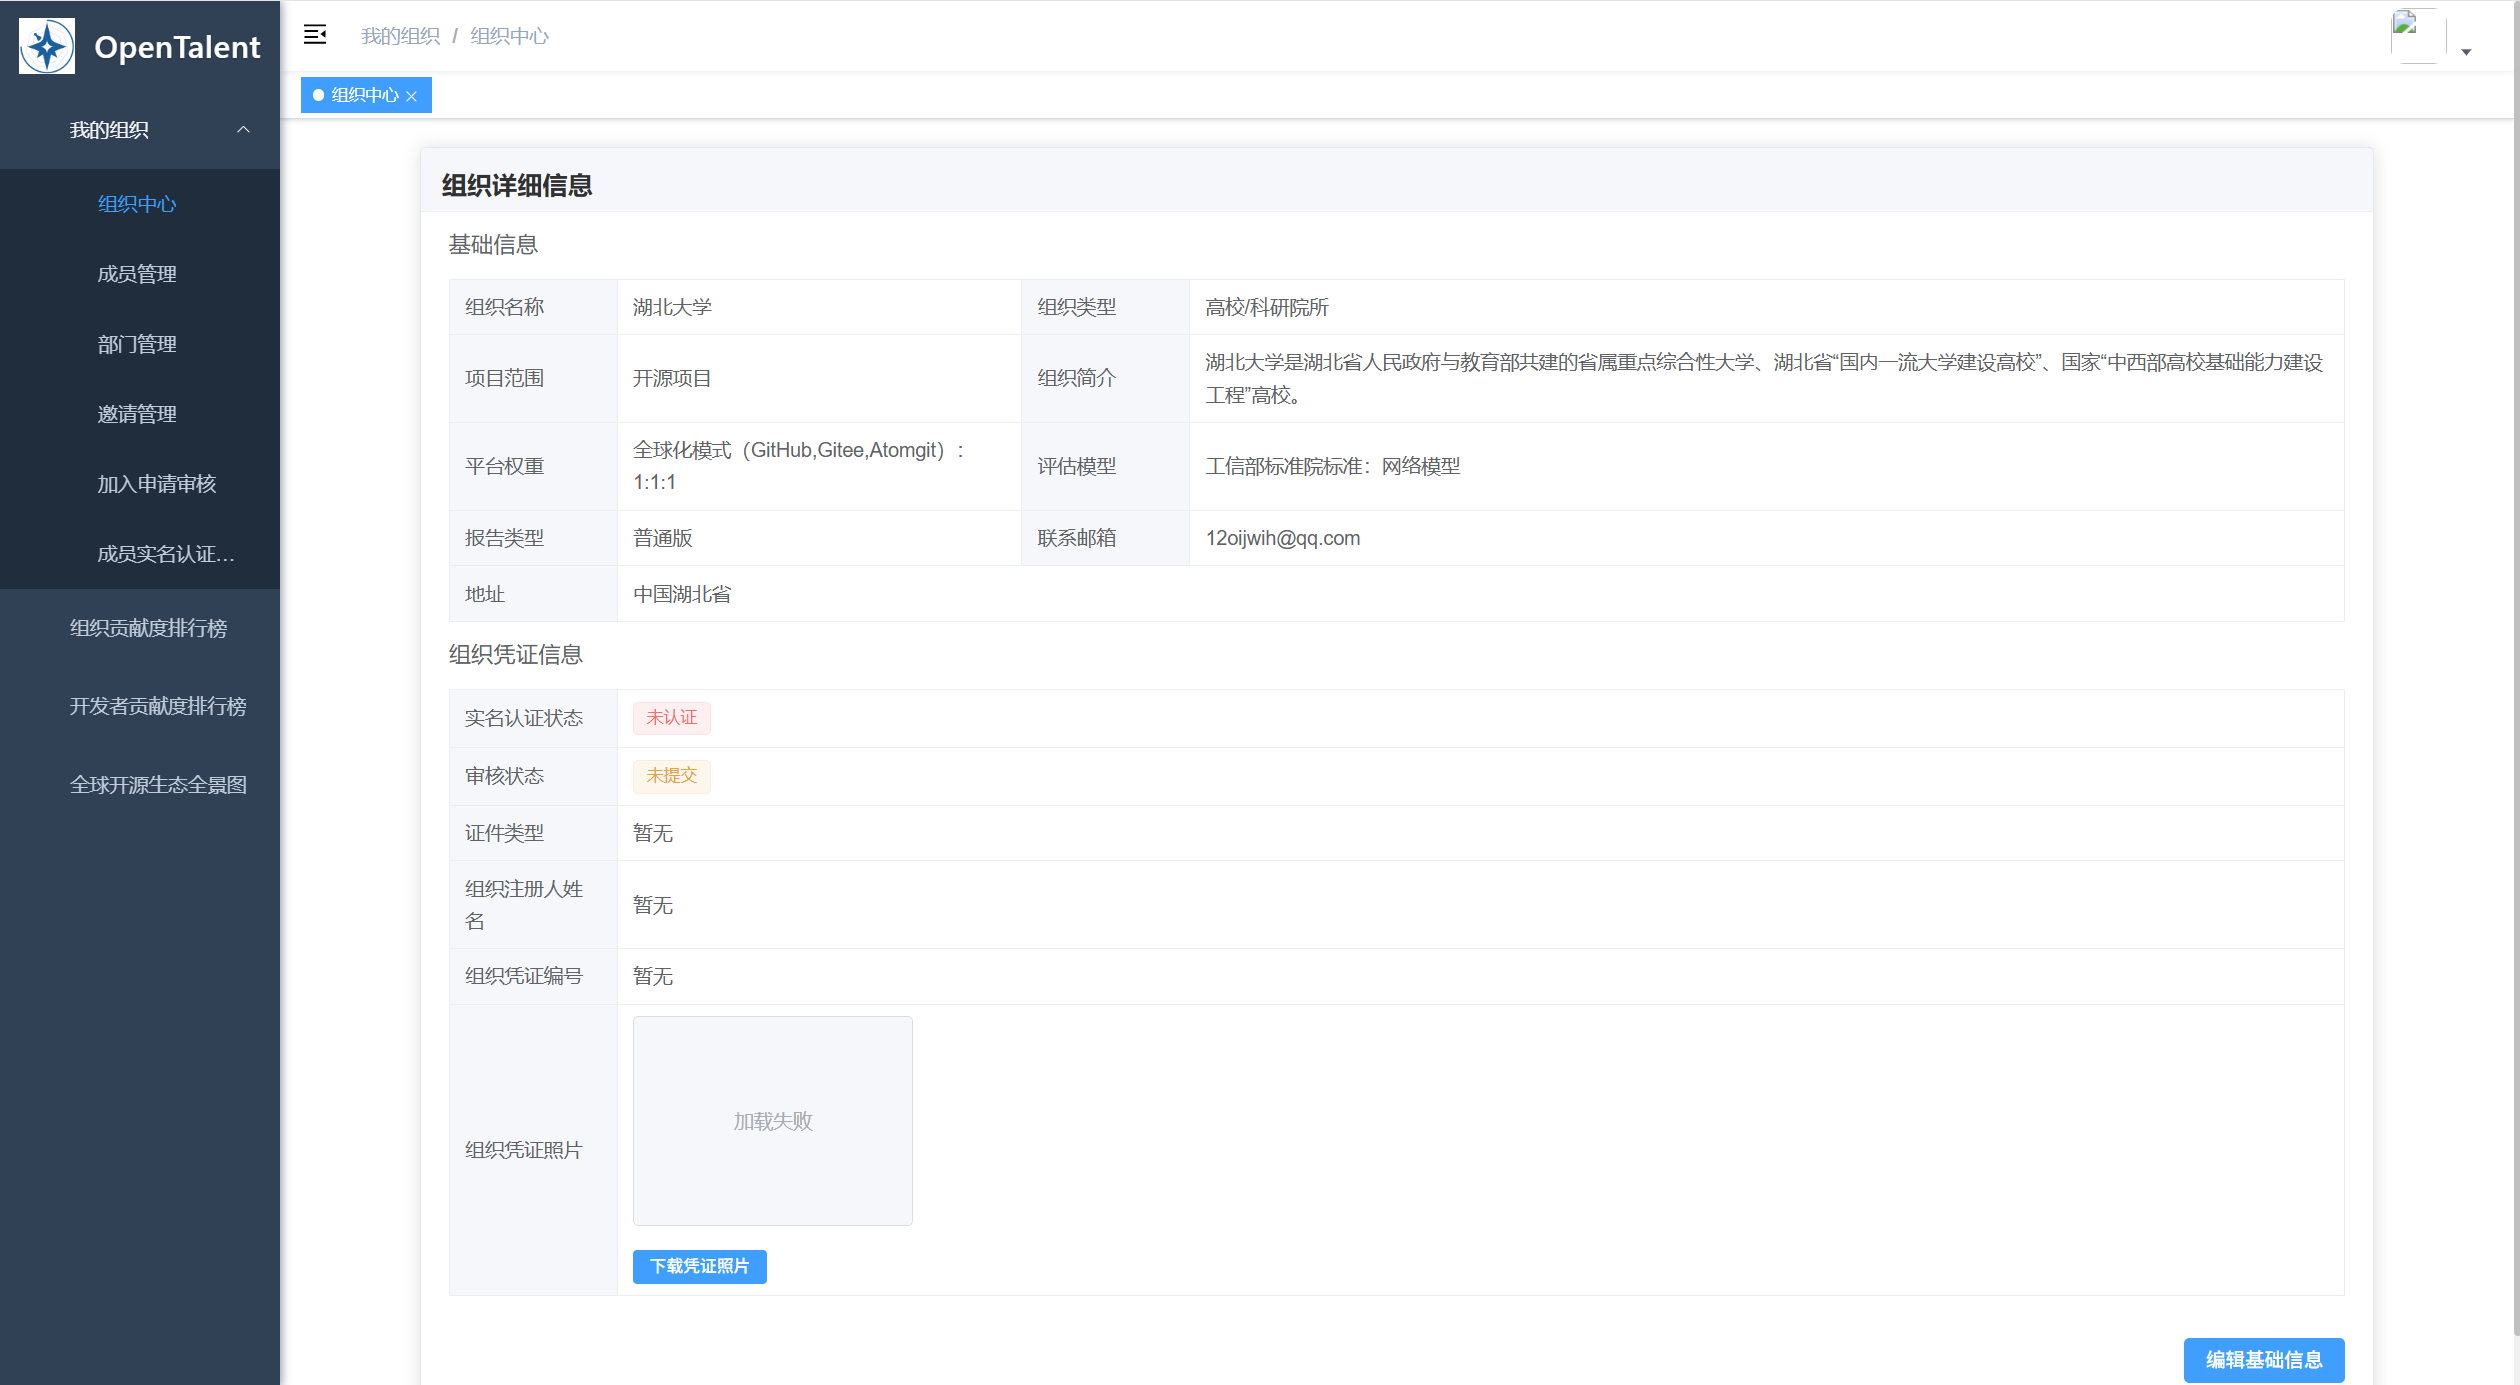 OpenTalent
我的组织
组织中心
成员管理
部门管理
邀请管理
加入申请审核
成员实名认证...
组织贡献度排行榜
开发者贡献度排行榜
全球开源生态全景图
我的组织 / 组织中心
组织中心
组织详细信息
基础信息
组织名称 湖北大学 组织类型 高校/科研院所
项目范围 开源项目 组织简介 湖北大学是湖北省人民政府与教育部共建的省属重点综合性大学、湖北省“国内一流大学建设高校”、国家“中西部高校基础能力建设
工程”高校。
平台权重 全球化模式（GitHub,Gitee,Atomgit）:
1:1:1
评估模型 工信部标准院标准：网络模型
报告类型 普通版 联系邮箱 12oijwih@qq.com
地址 中国湖北省
组织凭证信息
实名认证状态 未认证
审核状态 未提交
证件类型 暂无
组织注册人姓
名
暂无
组织凭证编号 暂无
组织凭证照片
加载失败
下载凭证照片
编辑基础信息